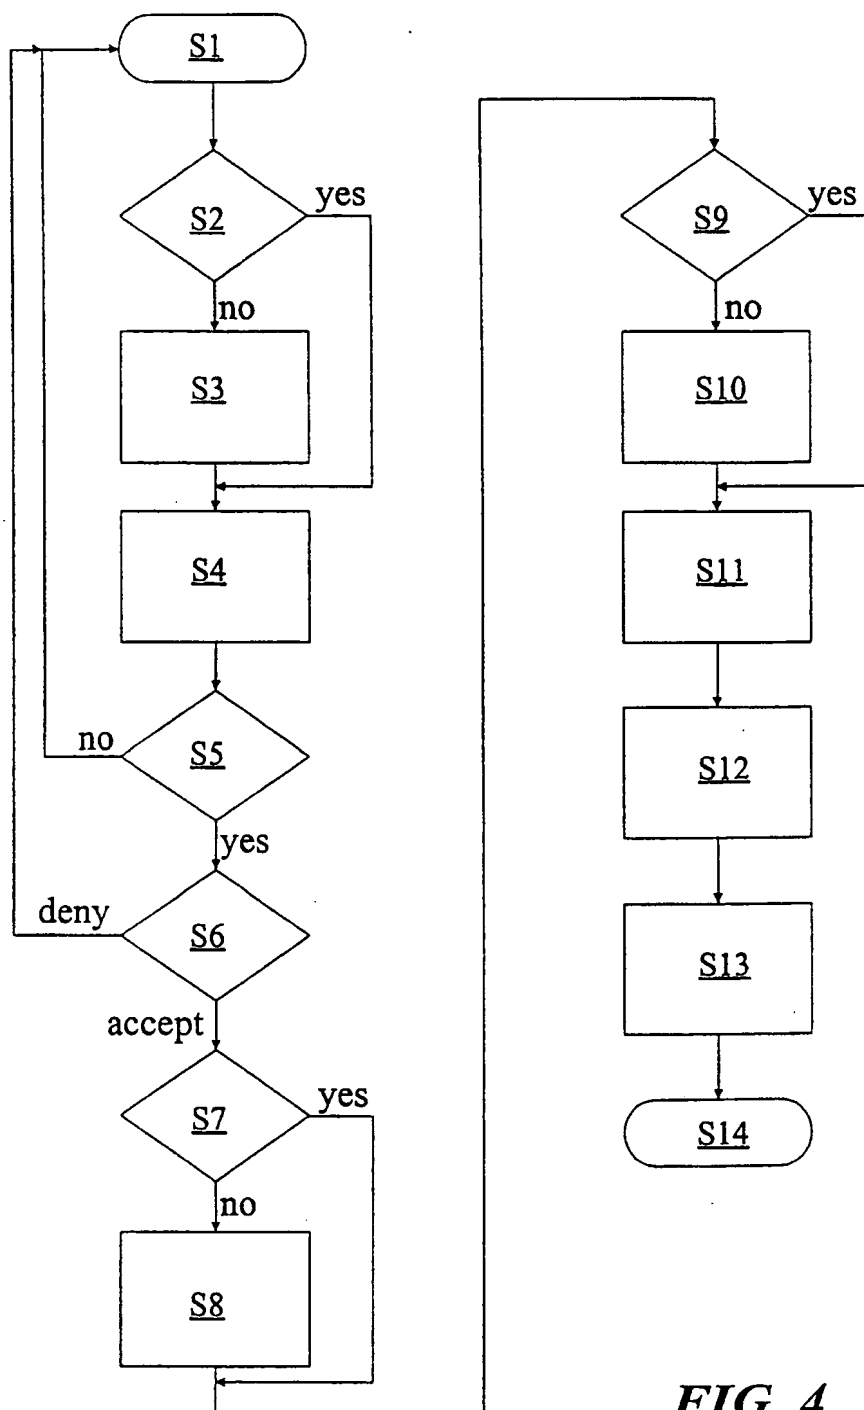 S1
S2
yes
no
S3
S4
no
S5
yes
deny
S6
accept
S7
yes
no
S8
S9
yes
no
S10
S11
S12
S13
S14
FIG. 4